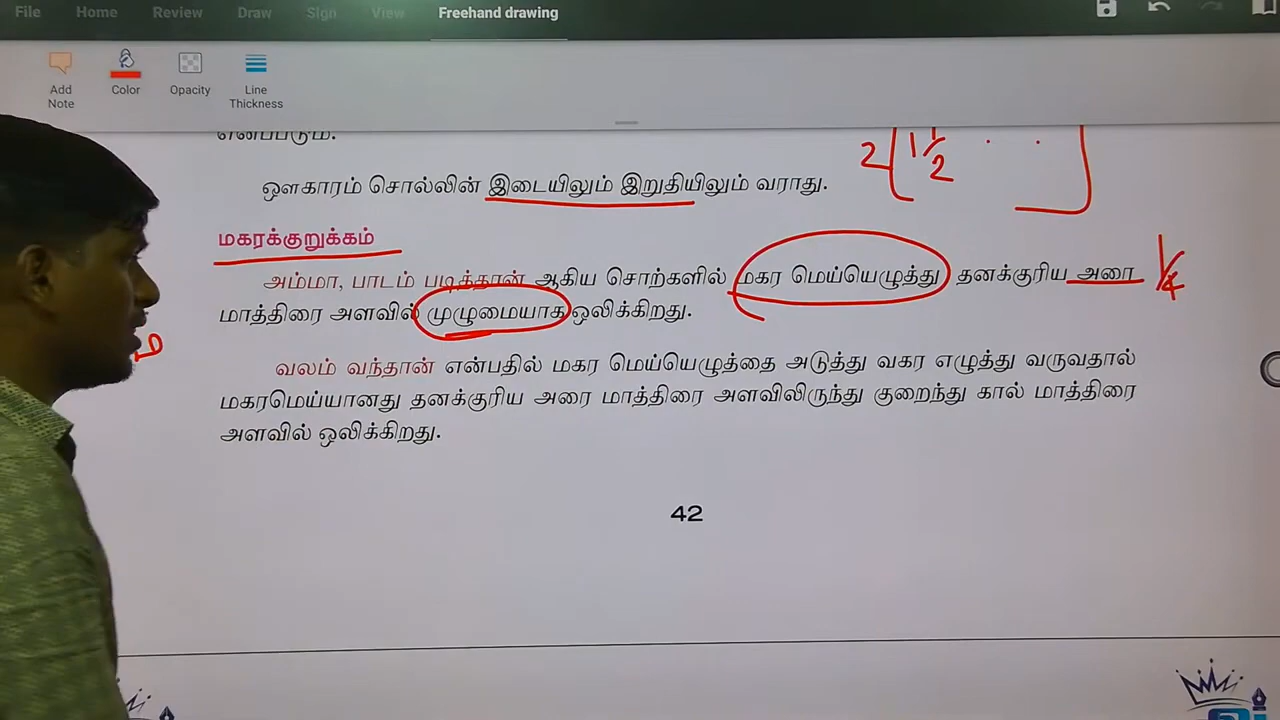 File Home Review Draw Sign View Freehand drawing
Add Note Color Opacity Line Thickness
எனப்படும்.
2 1 1/2
ஔகாரம் சொல்லின் இடையிலும் இறுதியிலும் வராது.
மகரக்குறுக்கம்
அம்மா, பாடம் படித்தான் ஆகிய சொற்களில் மகர மெய்யெழுத்து தனக்குரிய அரை
மாத்திரை அளவில் முழுமையாக ஒலிக்கிறது.
வலம் வந்தான் என்பதில் மகர மெய்யெழுத்தை அடுத்து வகர எழுத்து வருவதால்
மகரமெய்யானது தனக்குரிய அரை மாத்திரை அளவிலிருந்து குறைந்து கால் மாத்திரை
அளவில் ஒலிக்கிறது.
42